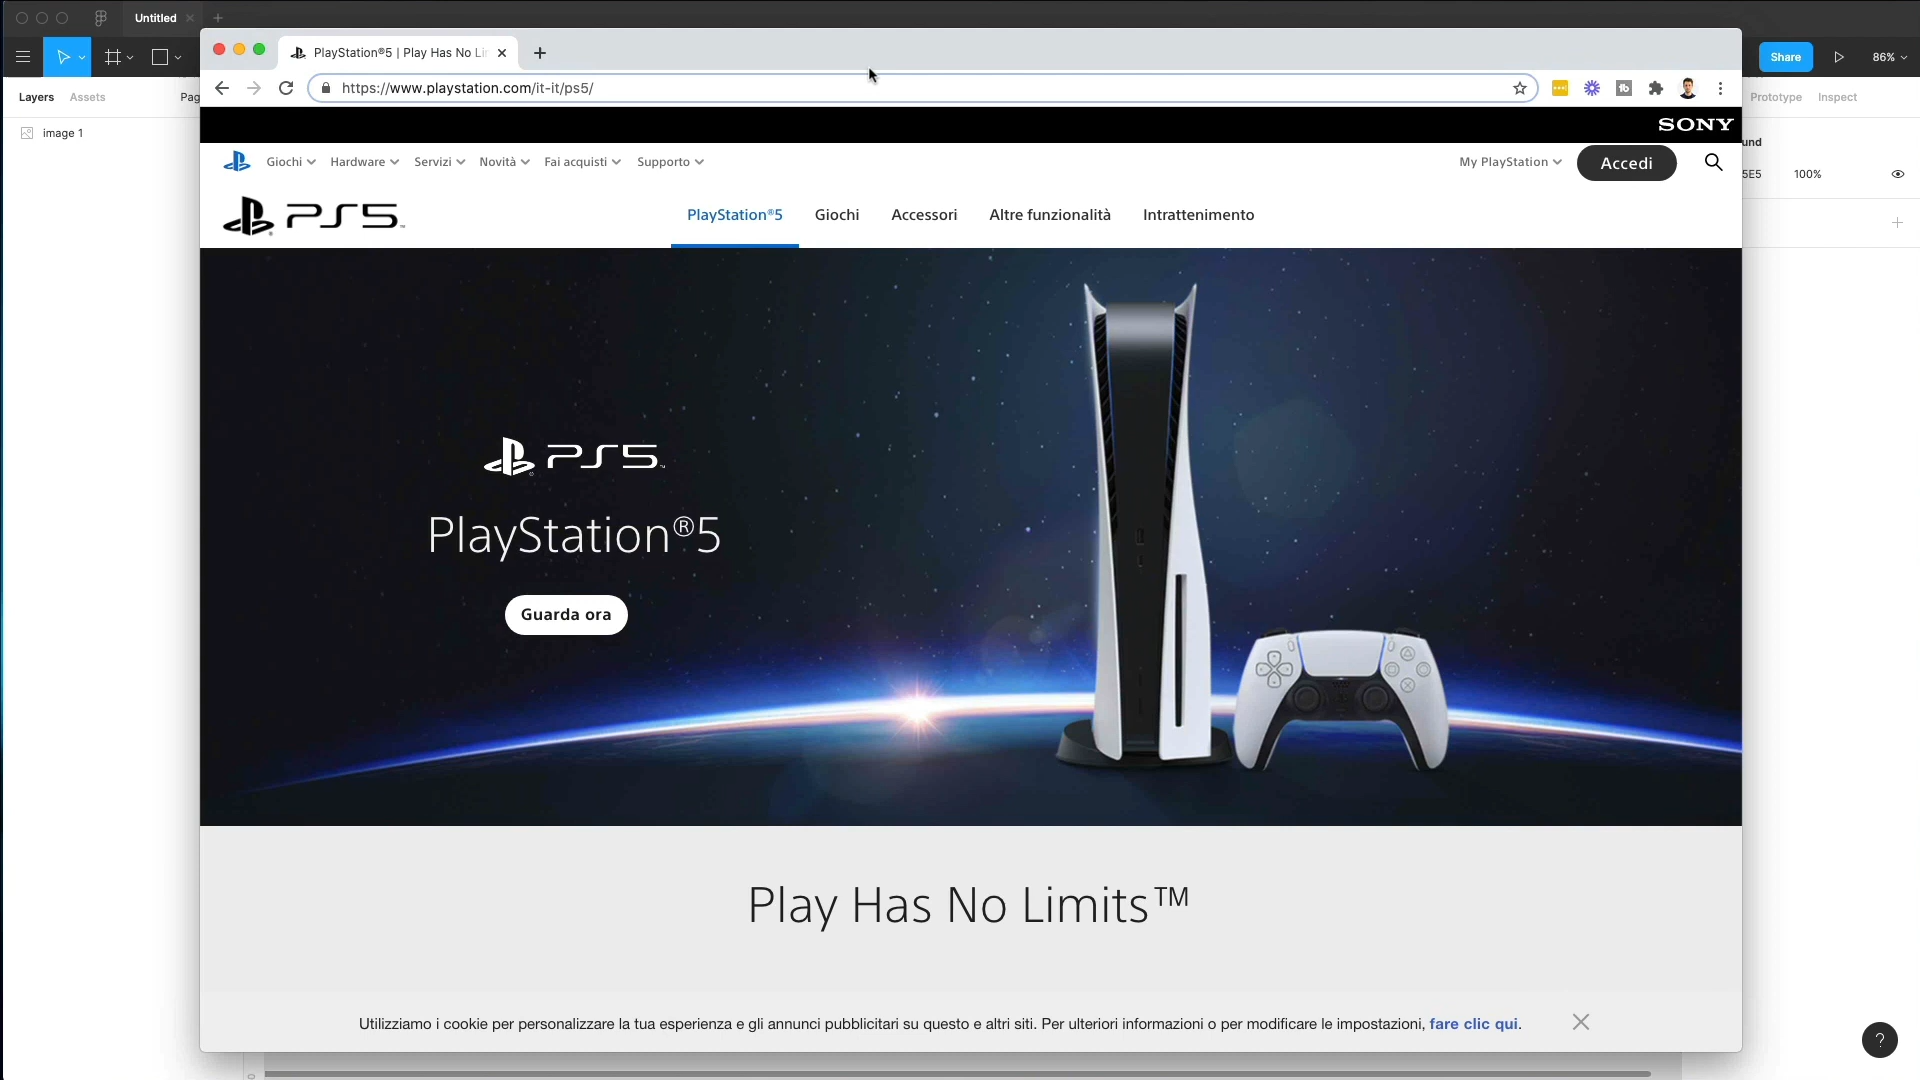 Untitled
Share
86%
PlayStation®5 | Play Has No Li
https://www.playstation.com/it-it/ps5/
Layers
Assets
Pag
Prototype
Inspect
image 1
SONY
und
5E5
100%
Giochi
Hardware
Servizi
Novità
Fai acquisti
Supporto
My PlayStation
Accedi
PS5
PlayStation®5
Giochi
Accessori
Altre funzionalità
Intrattenimento
PS5
PlayStation®5
Guarda ora
Play Has No Limits™
Utilizziamo i cookie per personalizzare la tua esperienza e gli annunci pubblicitari su questo e altri siti. Per ulteriori informazioni o per modificare le impostazioni, fare clic qui.
?